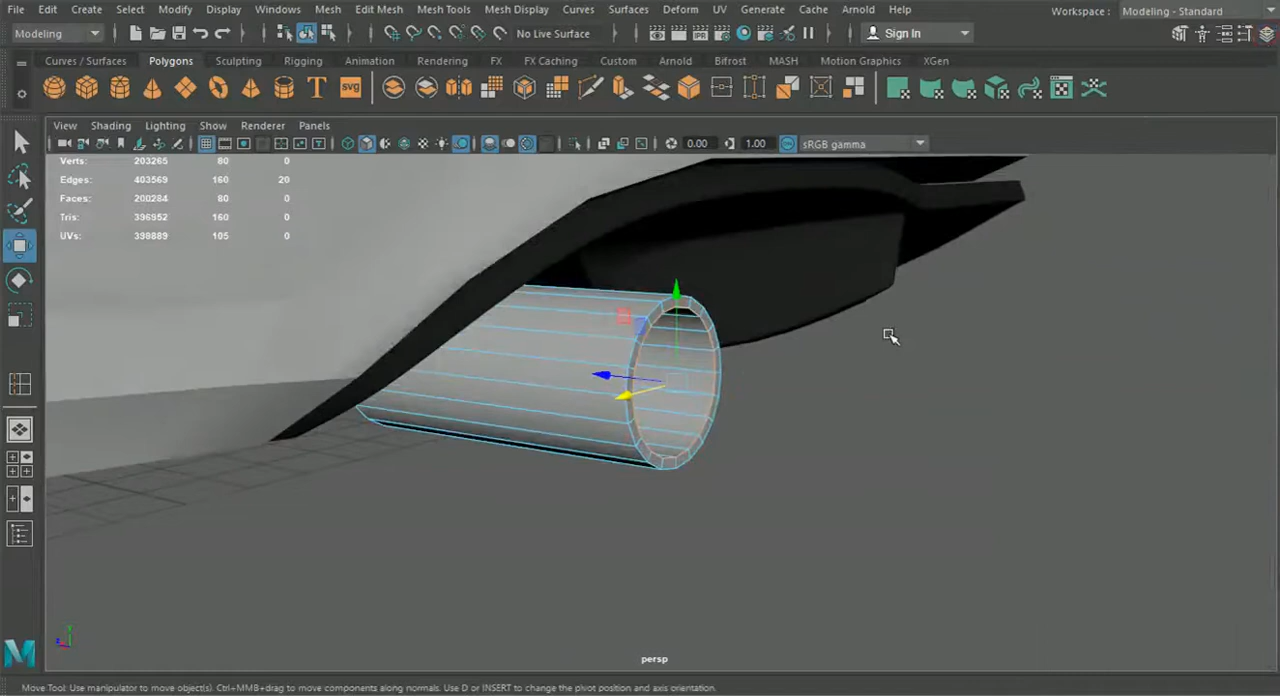 File Edit Create Select Modify Display Windows Mesh Edit Mesh Mesh Tools Mesh Display Curves Surfaces Deform UV Generate Cache Arnold Help Workspace: Modeling - Standard
Modeling No Live Surface Sign In
Curves / Surfaces Polygons Sculpting Rigging Animation Rendering FX FX Caching Custom Arnold Bifrost MASH Motion Graphics XGen
T svg
View Shading Lighting Show Renderer Panels
0.00 1.00 sRGB gamma
Verts: 203265 80 0
Edges: 403569 160 20
Faces: 200284 80 0
Tris: 396952 160 0
UVs: 398889 105 0
persp
M
Move Tool: Use manipulator to move object(s). Ctrl+MMB+drag to move components along normals. Use D or INSERT to change the pivot position and axis orientation.